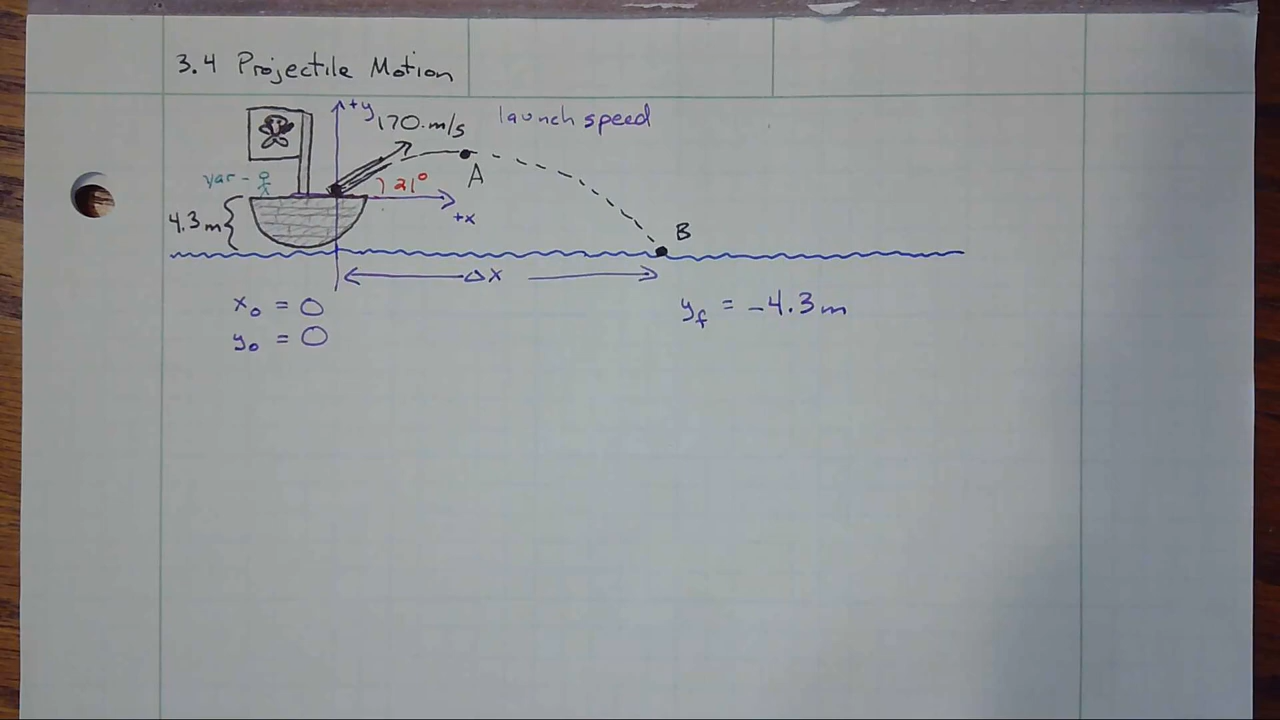 3.4 Projectile Motion
+y 170. m/s launch speed
A
yar - 21°
+x
4.3 m
B
Δx
x₀ = 0
y_f = -4.3 m
y₀ = 0